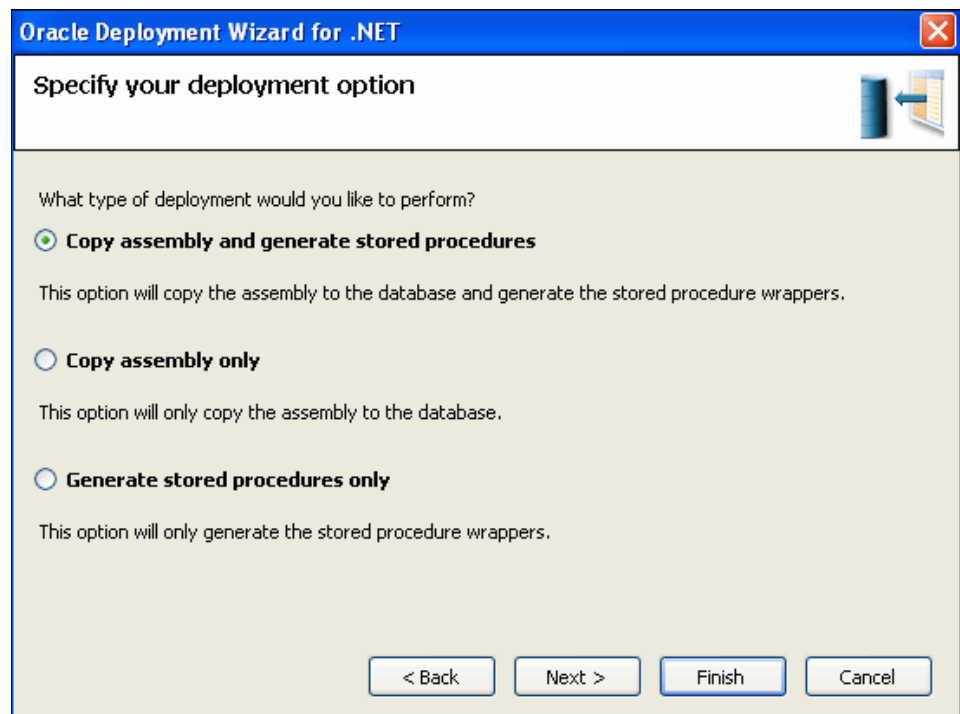 Oracle Deployment Wizard for .NET
Specify your deployment option
What type of deployment would you like to perform?
Copy assembly and generate stored procedures
This option will copy the assembly to the database and generate the stored procedure wrappers.
Copy assembly only
This option will only copy the assembly to the database.
Generate stored procedures only
This option will only generate the stored procedure wrappers.
< Back Next > Finish Cancel